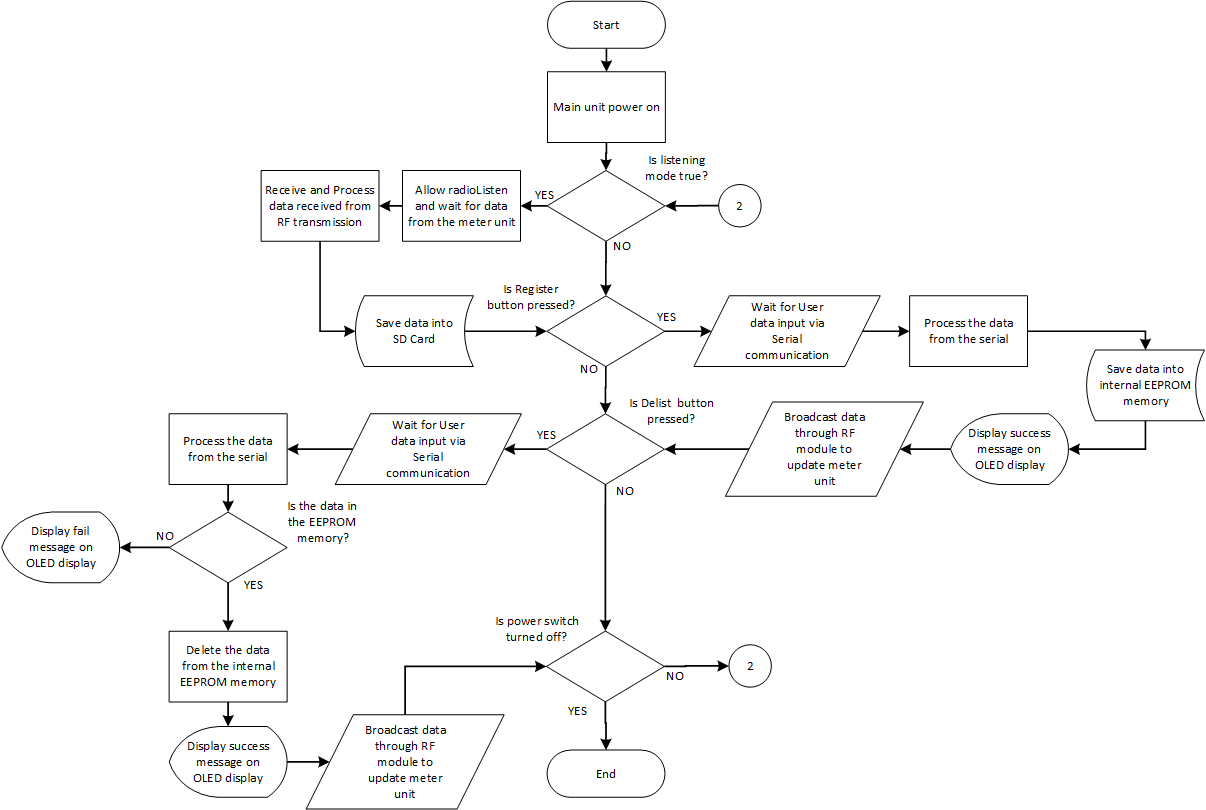 Start
Main unit power on
Is listening
mode true?
2
YES
Allow radioListen
and wait for data
from the meter unit
Receive and Process
data received from
RF transmission
NO
Save data into
SD Card
Is Register
button pressed?
YES
Wait for User
data input via
Serial
communication
Process the data
from the serial
Save data into
internal EEPROM
memory
Display success
message on
OLED display
Broadcast data
through RF
module to
update meter
unit
NO
Is Delist button
pressed?
YES
Wait for User
data input via
Serial
communication
Process the data
from the serial
Is the data in
the EEPROM
memory?
NO
Display fail
message on
OLED display
YES
Delete the data
from the internal
EEPROM memory
Display success
message on
OLED display
Broadcast data
through RF
module to
update meter
unit
NO
Is power switch
turned off?
NO
2
YES
End